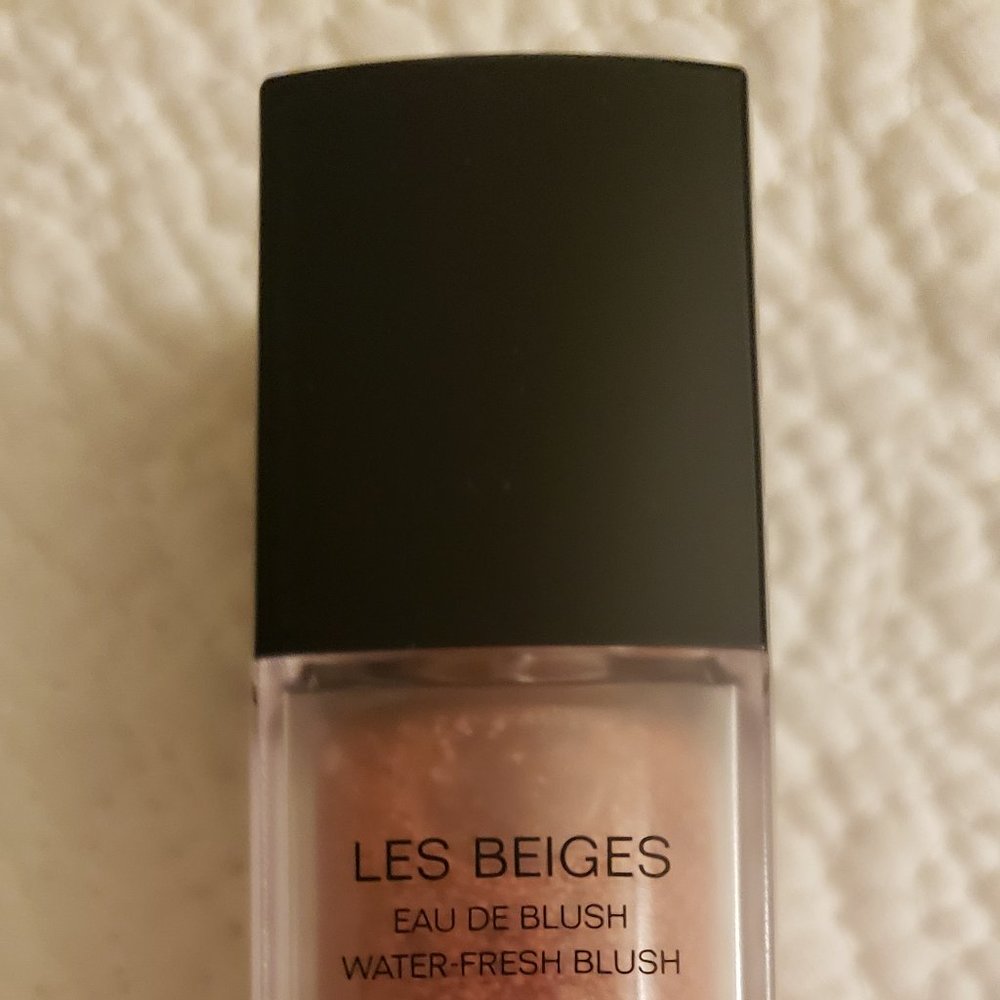 LES BEIGES
EAU DE BLUSH
WATER-FRESH BLUSH